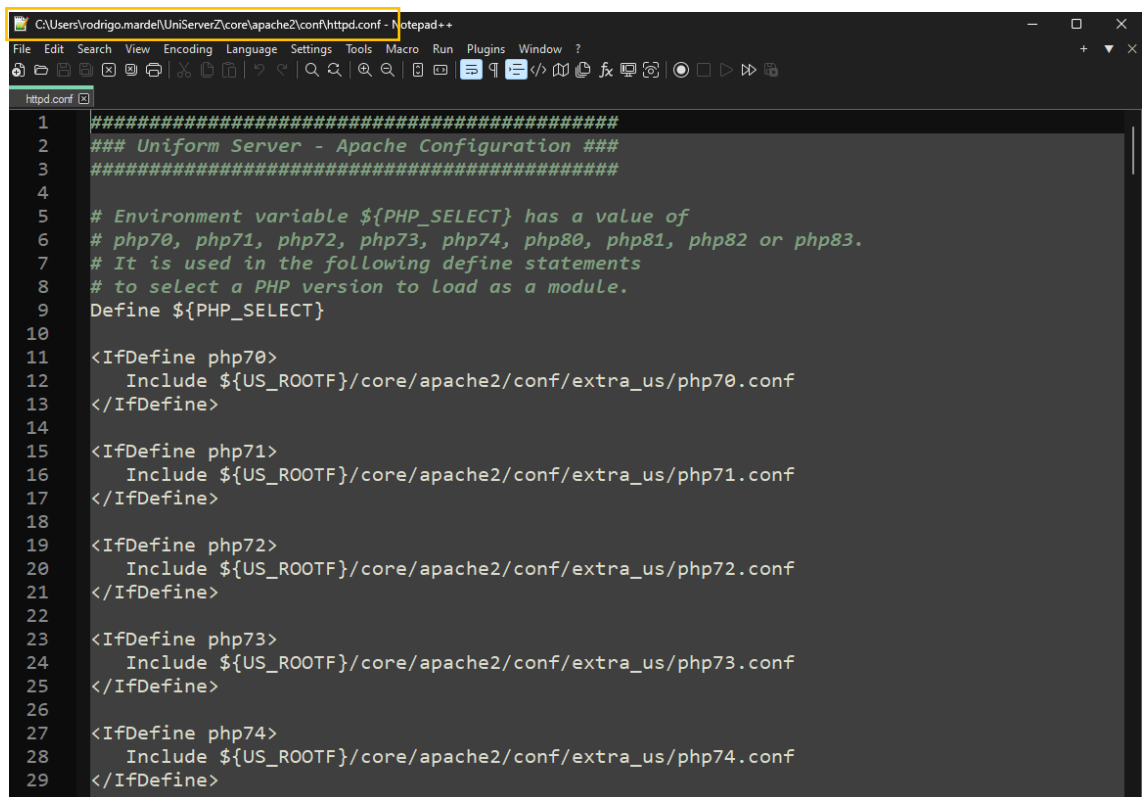 C:\Users\rodrigo.mardel\UniServerZ\core\apache2\conf\httpd.conf - Notepad++
File Edit Search View Encoding Language Settings Tools Macro Run Plugins Window ?
httpd.conf
1 #############################################
2 ### Uniform Server - Apache Configuration ###
3 #############################################
4
5 # Environment variable ${PHP_SELECT} has a value of
6 # php70, php71, php72, php73, php74, php80, php81, php82 or php83.
7 # It is used in the following define statements
8 # to select a PHP version to load as a module.
9 Define ${PHP_SELECT}
10
11 <IfDefine php70>
12 Include ${US_ROOTF}/core/apache2/conf/extra_us/php70.conf
13 </IfDefine>
14
15 <IfDefine php71>
16 Include ${US_ROOTF}/core/apache2/conf/extra_us/php71.conf
17 </IfDefine>
18
19 <IfDefine php72>
20 Include ${US_ROOTF}/core/apache2/conf/extra_us/php72.conf
21 </IfDefine>
22
23 <IfDefine php73>
24 Include ${US_ROOTF}/core/apache2/conf/extra_us/php73.conf
25 </IfDefine>
26
27 <IfDefine php74>
28 Include ${US_ROOTF}/core/apache2/conf/extra_us/php74.conf
29 </IfDefine>